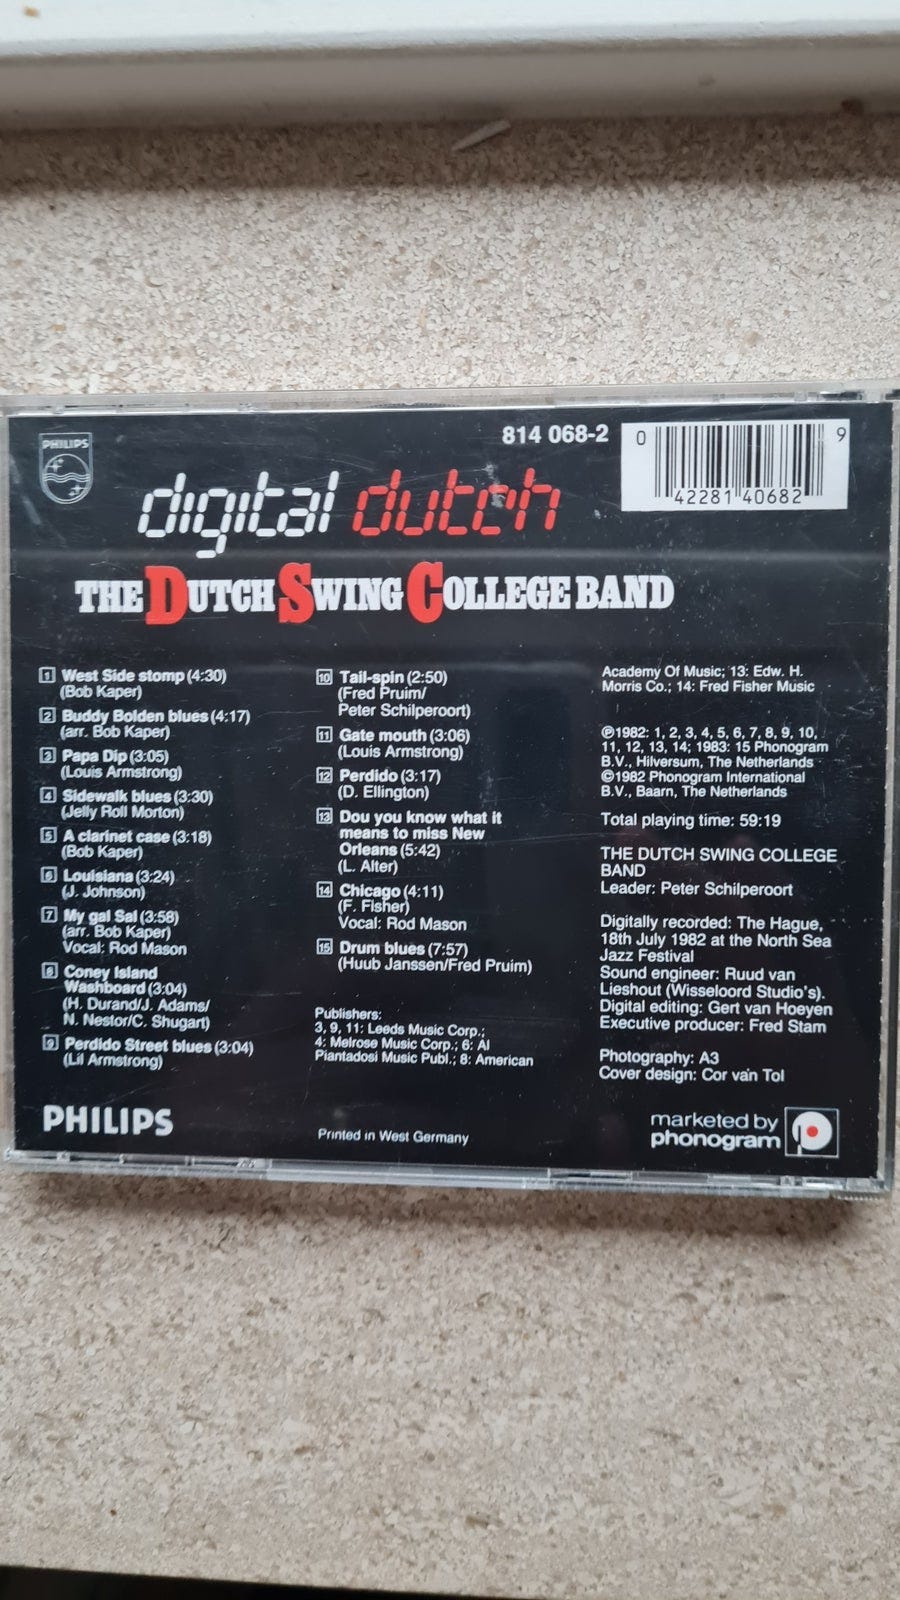 PHILIPS
814 068-2
0 42281 40682 9
digital dutch
THE DUTCH SWING COLLEGE BAND
1 West Side stomp (4:30)
(Bob Kaper)
2 Buddy Bolden blues (4:17)
(arr. Bob Kaper)
3 Papa Dip (3:05)
(Louis Armstrong)
4 Sidewalk blues (3:30)
(Jelly Roll Morton)
5 A clarinet case (3:18)
(Bob Kaper)
6 Louisiana (3:24)
(J. Johnson)
7 My gal Sal (3:58)
(arr. Bob Kaper)
Vocal: Rod Mason
8 Coney Island
Washboard (3:04)
(H. Durand/J. Adams/
N. Nestor/C. Shugart)
9 Perdido Street blues (3:04)
(Lil Armstrong)
10 Tail-spin (2:50)
(Fred Pruim/
Peter Schilperoort)
11 Gate mouth (3:06)
(Louis Armstrong)
12 Perdido (3:17)
(D. Ellington)
13 Dou you know what it
means to miss New
Orleans (5:42)
(L. Alter)
14 Chicago (4:11)
(F. Fisher)
Vocal: Rod Mason
15 Drum blues (7:57)
(Huub Janssen/Fred Pruim)
Publishers:
3, 9, 11: Leeds Music Corp.;
4: Melrose Music Corp.; 6: Al
Piantadosi Music Publ.; 8: American
Academy Of Music; 13: Edw. H.
Morris Co.; 14: Fred Fisher Music
℗1982: 1, 2, 3, 4, 5, 6, 7, 8, 9, 10,
11, 12, 13, 14; 1983: 15 Phonogram
B.V., Hilversum, The Netherlands
©1982 Phonogram International
B.V., Baarn, The Netherlands
Total playing time: 59:19
THE DUTCH SWING COLLEGE
BAND
Leader: Peter Schilperoort
Digitally recorded: The Hague,
18th July 1982 at the North Sea
Jazz Festival
Sound engineer: Ruud van
Lieshout (Wisseloord Studio's).
Digital editing: Gert van Hoeyen
Executive producer: Fred Stam
Photography: A3
Cover design: Cor van Tol
PHILIPS
Printed in West Germany
marketed by
phonogram